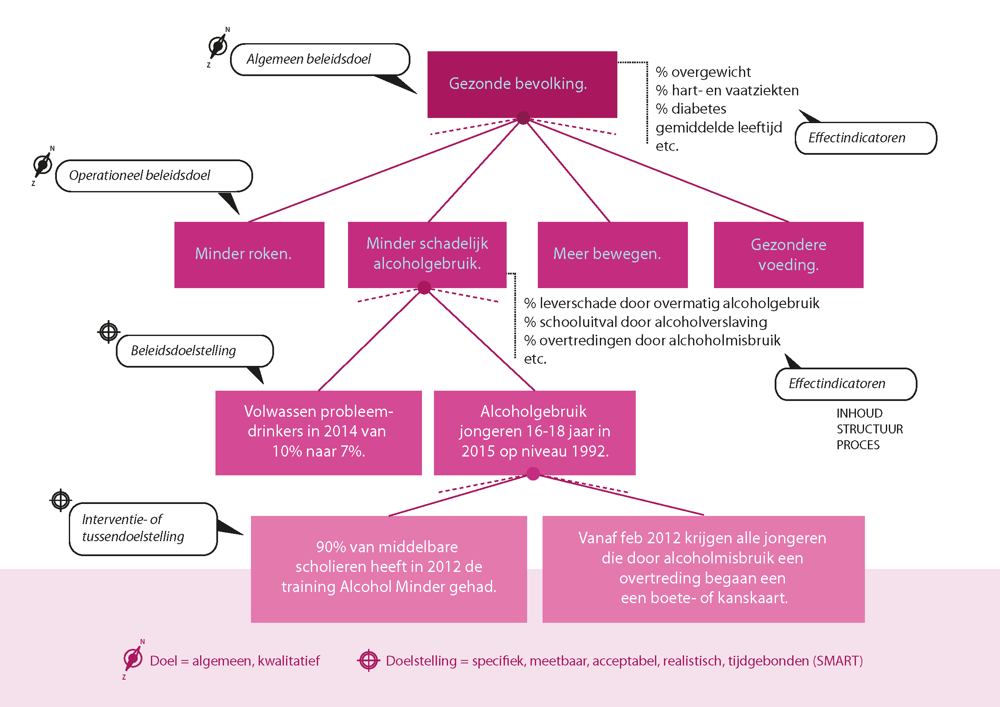 N
Z
Algemeen beleidsdoel
Gezonde bevolking.
% overgewicht
% hart- en vaatziekten
% diabetes
gemiddelde leeftijd
etc.
Effectindicatoren
N
Z
Operationeel beleidsdoel
Minder roken.
Minder schadelijk
alcoholgebruik.
Meer bewegen.
Gezondere
voeding.
% leverschade door overmatig alcoholgebruik
% schooluitval door alcoholverslaving
% overtredingen door alchoholmisbruik
etc.
Effectindicatoren
INHOUD
STRUCTUUR
PROCES
Beleidsdoelstelling
Volwassen probleem-
drinkers in 2014 van
10% naar 7%.
Alcoholgebruik
jongeren 16-18 jaar in
2015 op niveau 1992.
Interventie- of
tussendoelstelling
90% van middelbare
scholieren heeft in 2012 de
training Alcohol Minder gehad.
Vanaf feb 2012 krijgen alle jongeren
die door alcoholmisbruik een
overtreding begaan een
een boete- of kanskaart.
N
Z
Doel = algemeen, kwalitatief
Doelstelling = specifiek, meetbaar, acceptabel, realistisch, tijdgebonden (SMART)